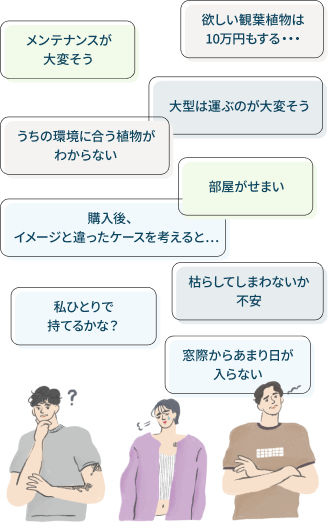 欲しい観葉植物は
10万円もする・・・
メンテナンスが
大変そう
大型は運ぶのが大変そう
うちの環境に合う植物が
わからない
部屋がせまい
購入後、
イメージと違ったケースを考えると…
枯らしてしまわないか
不安
私ひとりで
持てるかな？
窓際からあまり日が
入らない
?